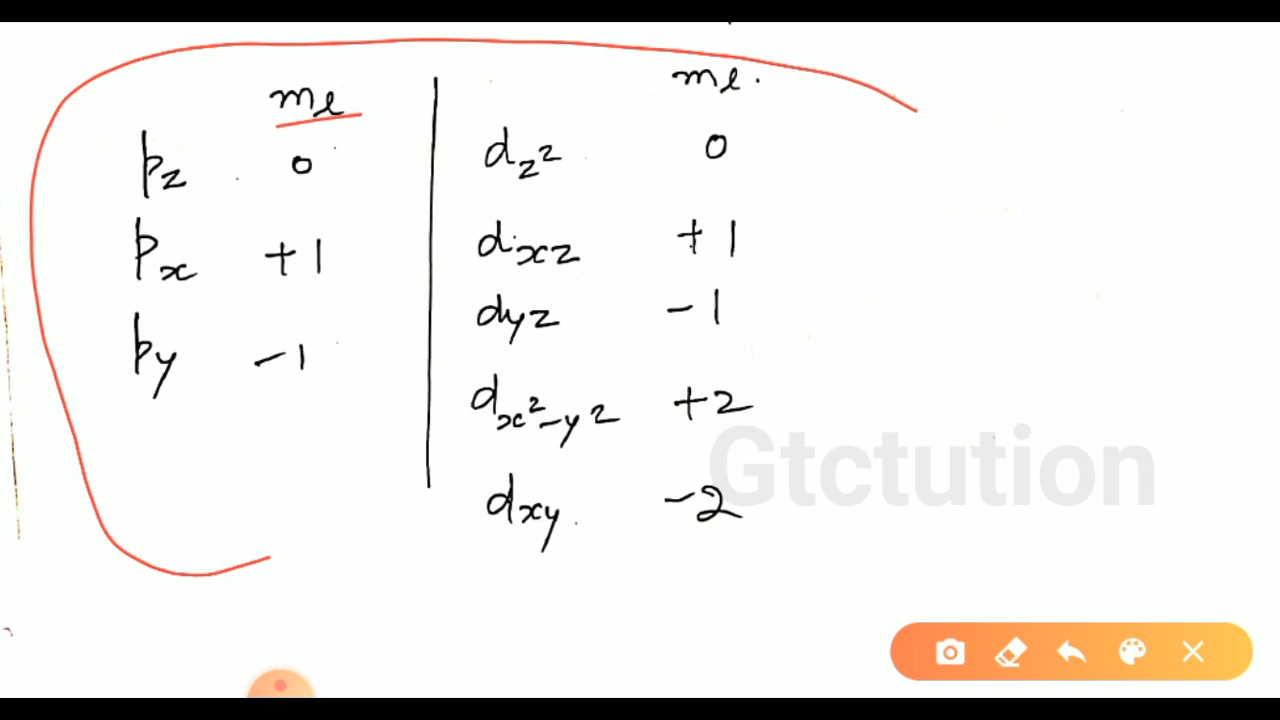 mℓ
pz 0
px +1
py -1
mℓ.
dz² 0
dxz +1
dyz -1
dx²-y² +2
dxy -2
Gtctution